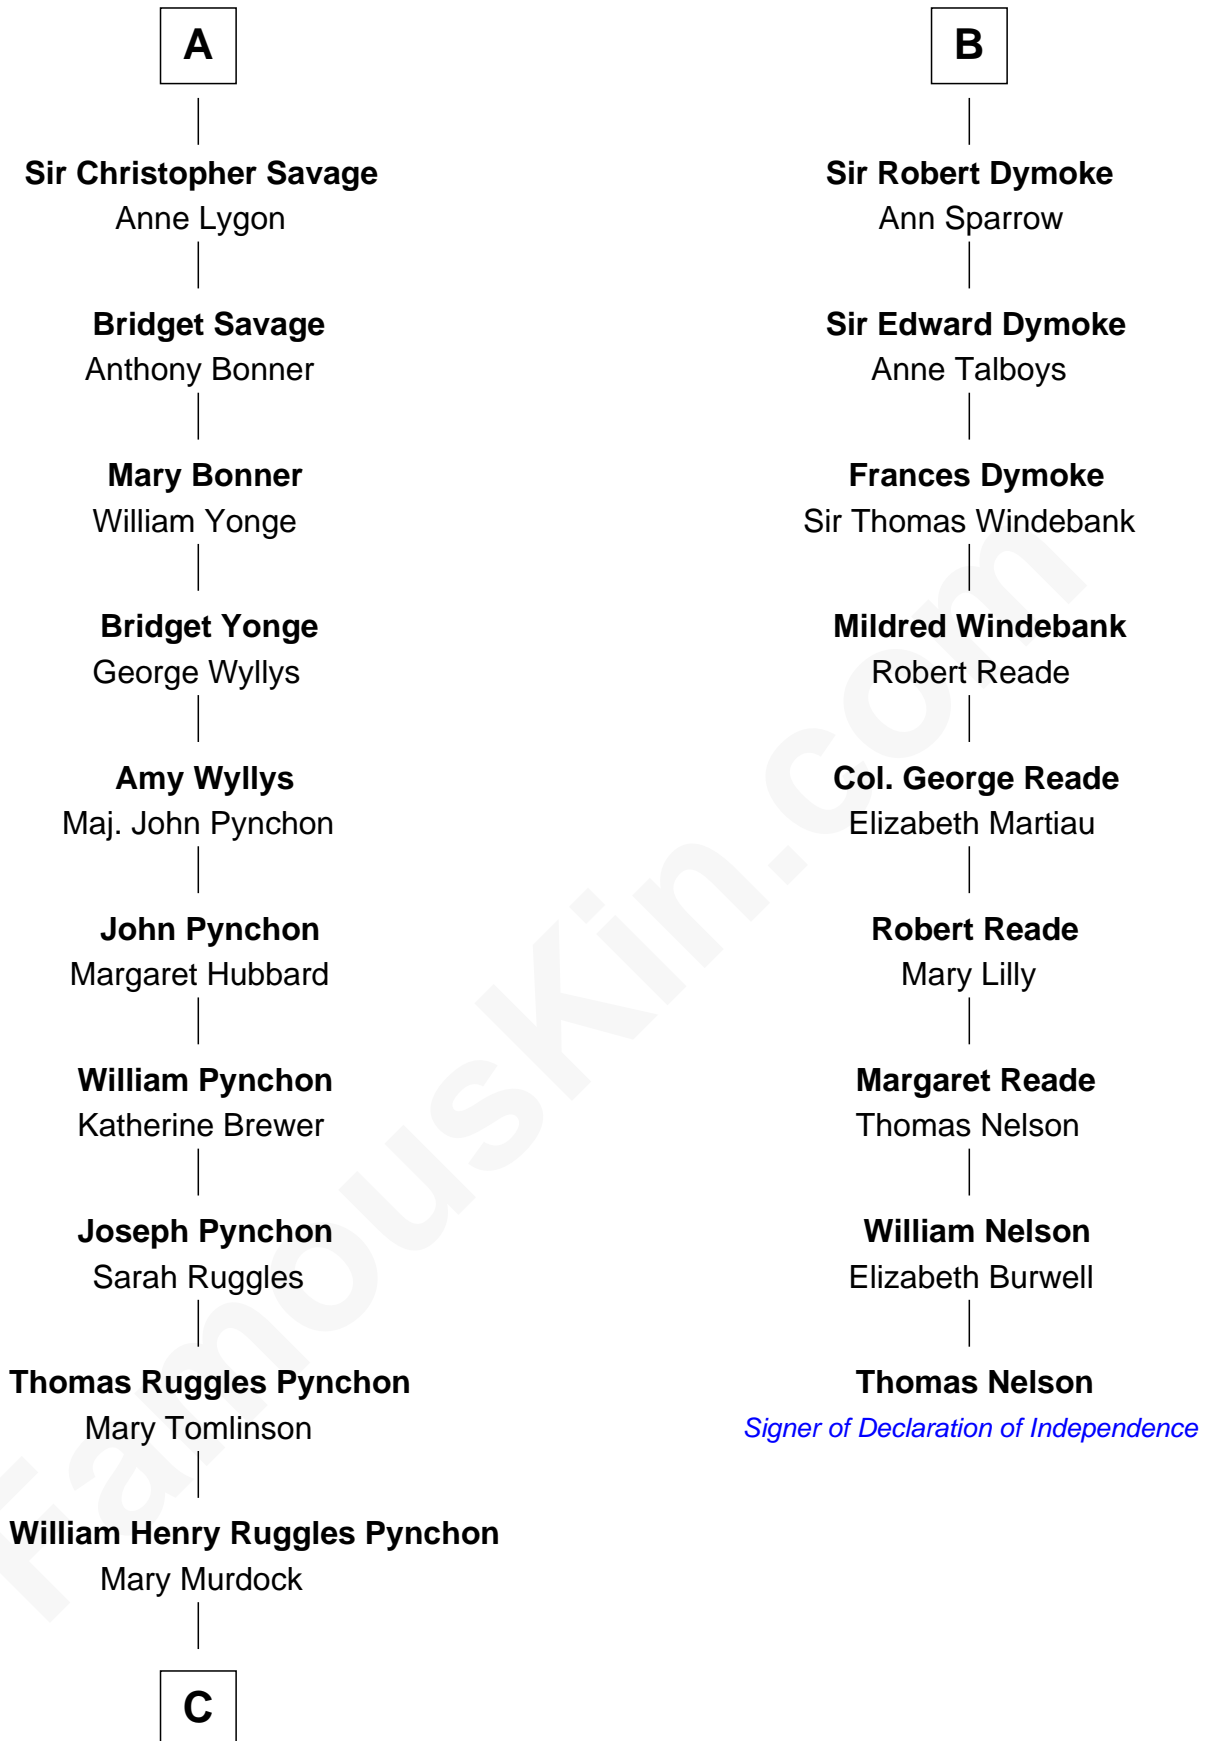 A
Sir Christopher Savage
Anne Lygon
Bridget Savage
Anthony Bonner
Mary Bonner
William Yonge
Bridget Yonge
George Wyllys
Amy Wyllys
Maj. John Pynchon
John Pynchon
Margaret Hubbard
William Pynchon
Katherine Brewer
Joseph Pynchon
Sarah Ruggles
Thomas Ruggles Pynchon
Mary Tomlinson
William Henry Ruggles Pynchon
Mary Murdock
C
B
Sir Robert Dymoke
Ann Sparrow
Sir Edward Dymoke
Anne Talboys
Frances Dymoke
Sir Thomas Windebank
Mildred Windebank
Robert Reade
Col. George Reade
Elizabeth Martiau
Robert Reade
Mary Lilly
Margaret Reade
Thomas Nelson
William Nelson
Elizabeth Burwell
Thomas Nelson
Signer of Declaration of Independence
FamousKin.com